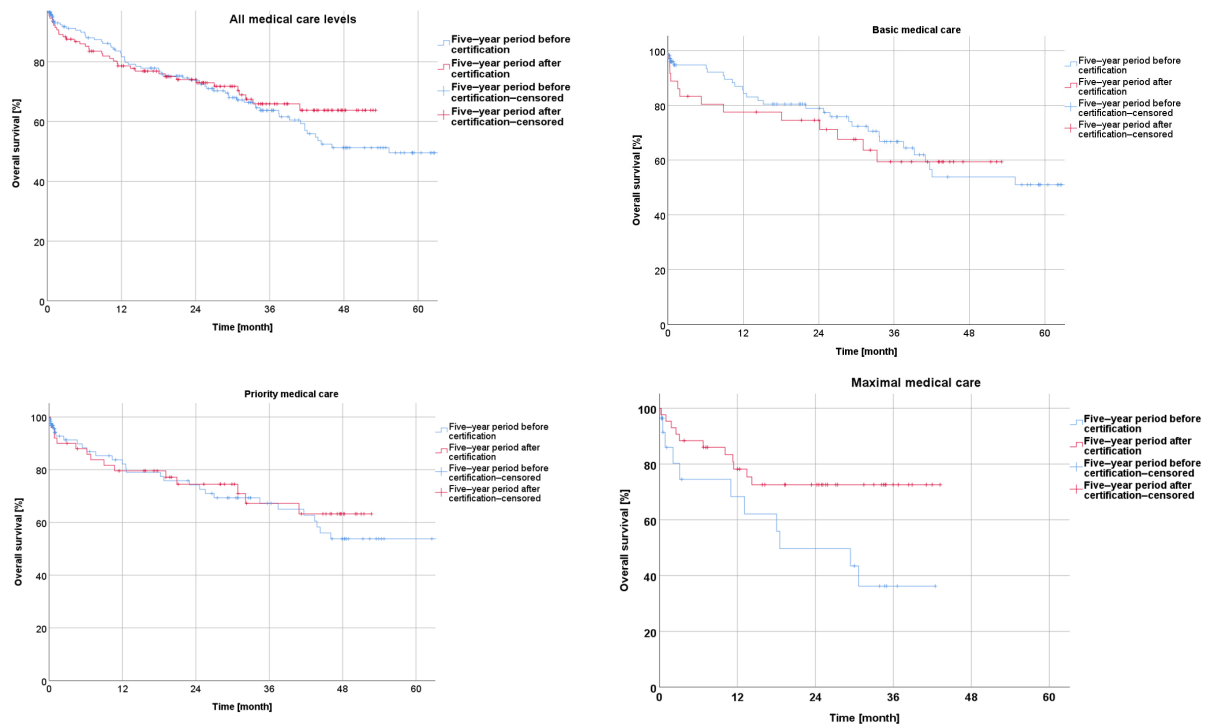 All medical care levels
Overall survival [%]
80
60
40
20
0
0
12
24
36
48
60
Time [month]
Five–year period before
certification
Five–year period after
certification
Five–year period before
certification–censored
Five–year period after
certification–censored
Basic medical care
Overall survival [%]
100
80
60
40
20
0
0
12
24
36
48
60
Time [month]
Five–year period before
certification
Five–year period after
certification
Five–year period before
certification–censored
Five–year period after
certification–censored
Priority medical care
Overall survival [%]
100
80
60
40
20
0
0
12
24
36
48
60
Time [month]
Five–year period before
certification
Five–year period after
certification
Five–year period before
certification–censored
Five–year period after
certification–censored
Maximal medical care
Overall survival [%]
100
80
60
40
20
0
0
12
24
36
48
60
Time [month]
Five–year period before
certification
Five–year period after
certification
Five–year period before
certification–censored
Five–year period after
certification–censored